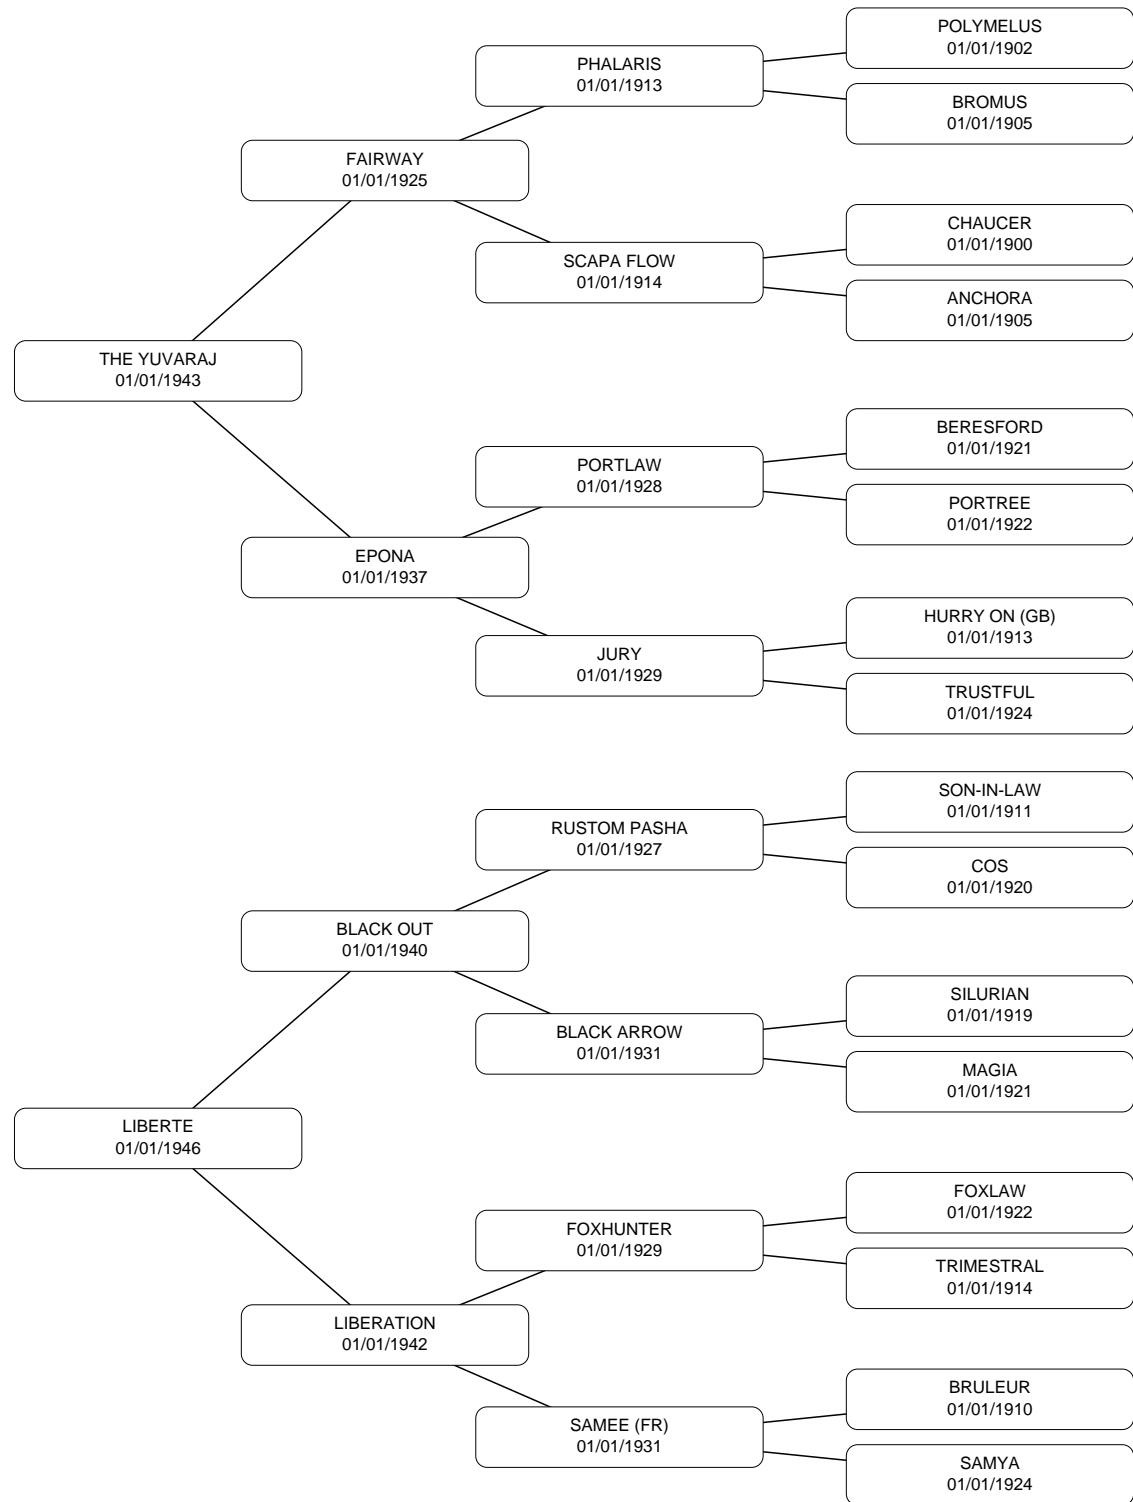 POLYMELUS
01/01/1902
PHALARIS
01/01/1913
BROMUS
01/01/1905
FAIRWAY
01/01/1925
CHAUCER
01/01/1900
SCAPA FLOW
01/01/1914
ANCHORA
01/01/1905
THE YUVARAJ
01/01/1943
BERESFORD
01/01/1921
PORTLAW
01/01/1928
PORTREE
01/01/1922
EPONA
01/01/1937
HURRY ON (GB)
01/01/1913
JURY
01/01/1929
TRUSTFUL
01/01/1924
SON-IN-LAW
01/01/1911
RUSTOM PASHA
01/01/1927
COS
01/01/1920
BLACK OUT
01/01/1940
SILURIAN
01/01/1919
BLACK ARROW
01/01/1931
MAGIA
01/01/1921
LIBERTE
01/01/1946
FOXLAW
01/01/1922
FOXHUNTER
01/01/1929
TRIMESTRAL
01/01/1914
LIBERATION
01/01/1942
BRULEUR
01/01/1910
SAMEE (FR)
01/01/1931
SAMYA
01/01/1924